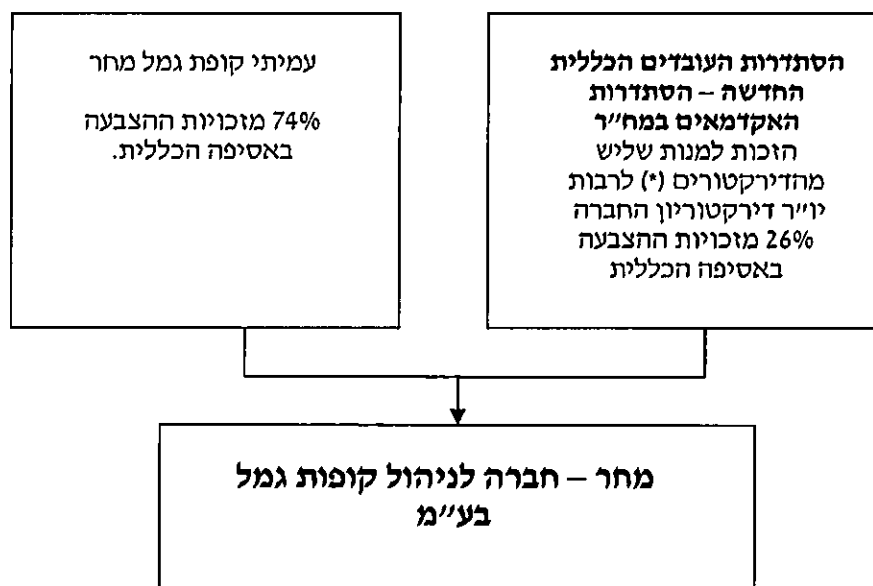 הסתדרות העובדים הכללית
החדשה – הסתדרות
האקדמאים במח״ר
הזכות למנות שליש
מהדירקטורים (*) לרבות
יו״ר דירקטוריון החברה
26% מזכויות ההצבעה
באסיפה הכללית
עמיתי קופת גמל מחר
74% מזכויות ההצבעה
באסיפה הכללית.
מחר – חברה לניהול קופות גמל
בע״מ